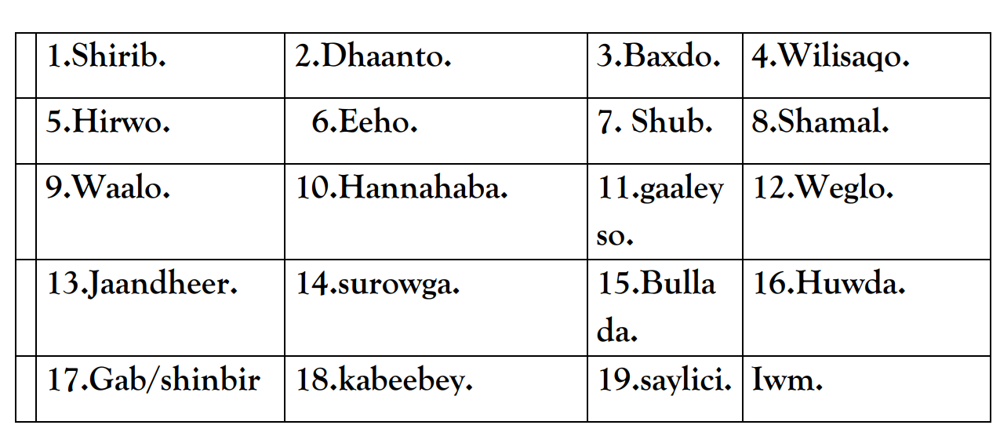 1.Shirib. 2.Dhaanto. 3.Baxdo. 4.Wilisaqo.
5.Hirwo. 6.Eeho. 7. Shub. 8.Shamal.
9.Waalo. 10.Hannahaba. 11.gaaley
so. 12.Weglo.
13.Jaandheer. 14.surowga. 15.Bulla
da. 16.Huwda.
17.Gab/shinbir 18.kabeebey. 19.saylici. Iwm.